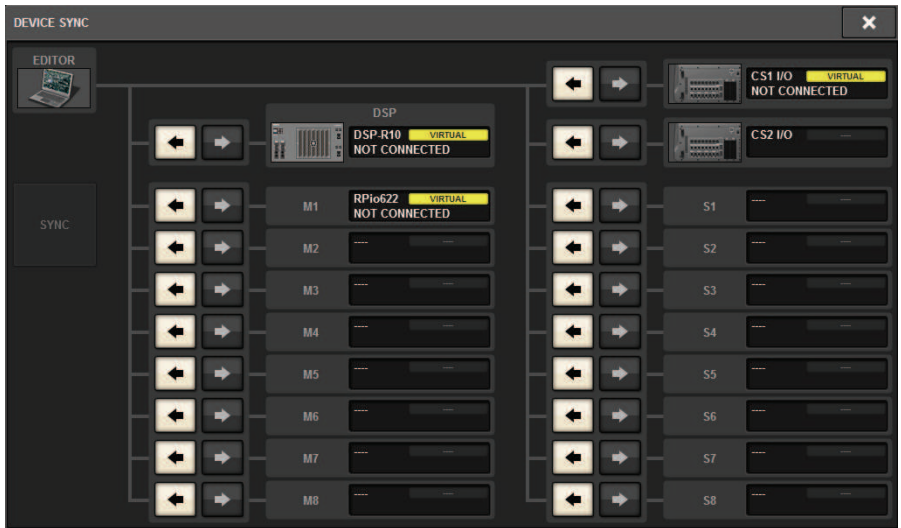 DEVICE SYNC
EDITOR
CS1 I/O VIRTUAL
NOT CONNECTED
DSP
DSP-R10 VIRTUAL
NOT CONNECTED
CS2 I/O ---
SYNC
M1 RPio622 VIRTUAL
NOT CONNECTED
S1 ---- ---
M2 ---- ---
S2 ---- ---
M3 ---- ---
S3 ---- ---
M4 ---- ---
S4 ---- ---
M5 ---- ---
S5 ---- ---
M6 ---- ---
S6 ---- ---
M7 ---- ---
S7 ---- ---
M8 ---- ---
S8 ---- ---